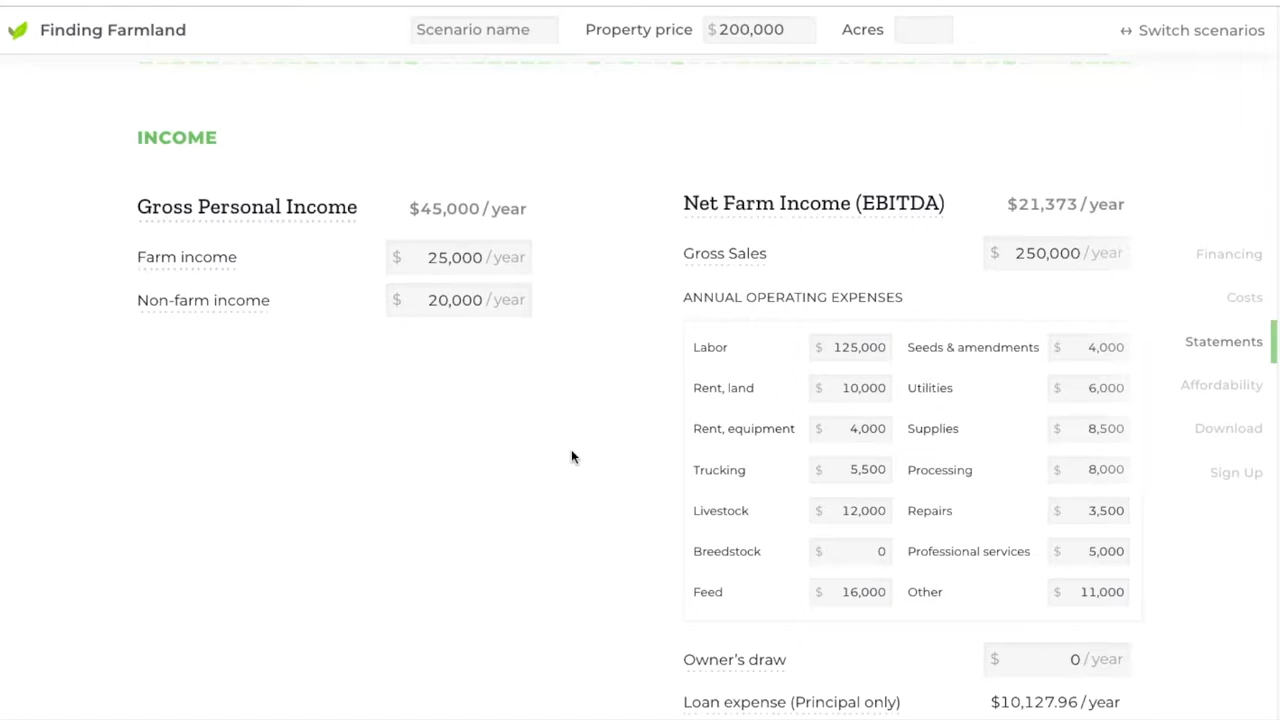 Finding Farmland
Scenario name
Property price $ 200,000
Acres
↔ Switch scenarios
INCOME
Gross Personal Income $45,000 / year
Farm income $ 25,000 / year
Non-farm income $ 20,000 / year
Net Farm Income (EBITDA) $21,373 / year
Gross Sales $ 250,000 / year
ANNUAL OPERATING EXPENSES
Labor $ 125,000 Seeds & amendments $ 4,000
Rent, land $ 10,000 Utilities $ 6,000
Rent, equipment $ 4,000 Supplies $ 8,500
Trucking $ 5,500 Processing $ 8,000
Livestock $ 12,000 Repairs $ 3,500
Breedstock $ 0 Professional services $ 5,000
Feed $ 16,000 Other $ 11,000
Owner's draw $ 0 / year
Loan expense (Principal only) $10,127.96 / year
Financing
Costs
Statements
Affordability
Download
Sign Up